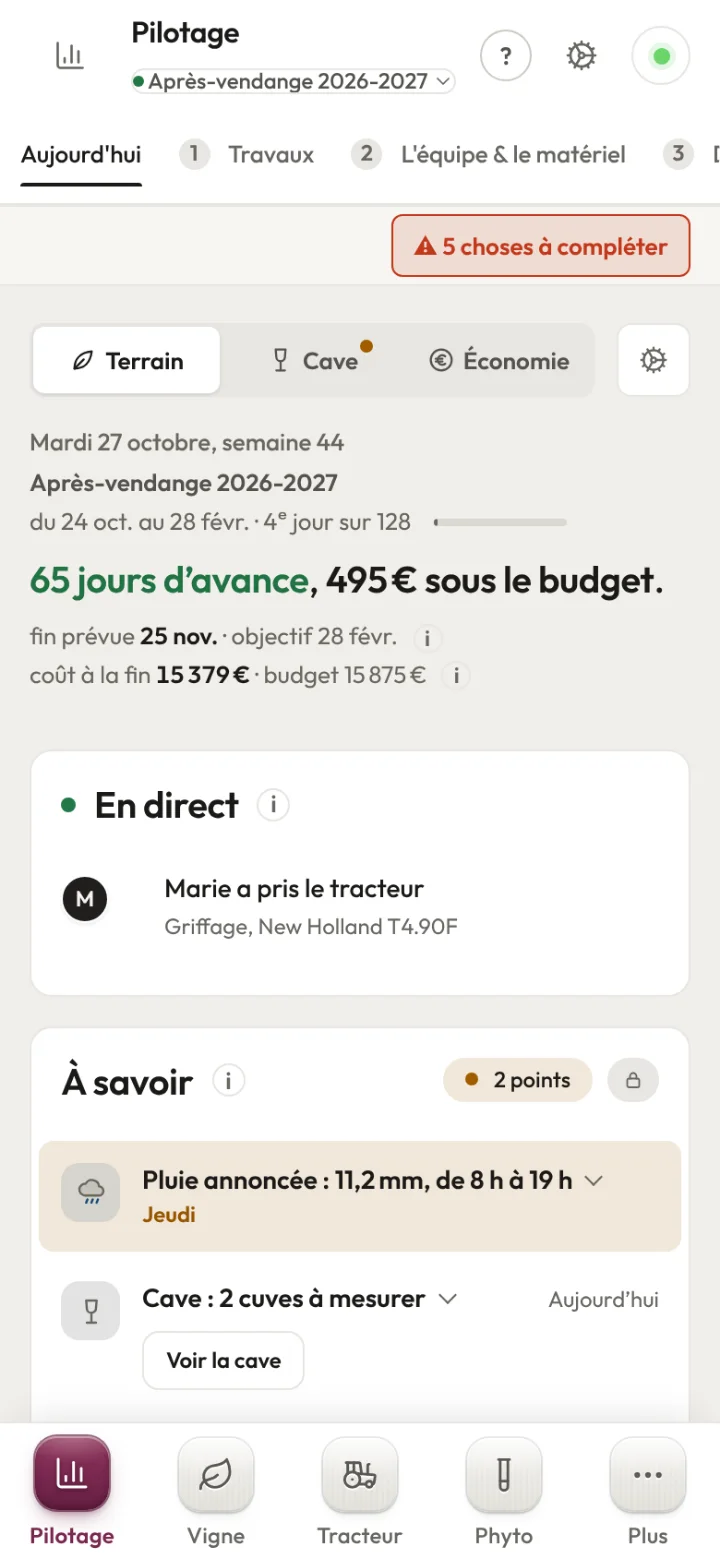 Pilotage
Après-vendange 2026-2027
?
Aujourd'hui 1 Travaux 2 L'équipe & le matériel 3
5 choses à compléter
Terrain Cave Économie
Mardi 27 octobre, semaine 44
Après-vendange 2026-2027
du 24 oct. au 28 févr. · 4ᵉ jour sur 128
65 jours d’avance, 495 € sous le budget.
fin prévue 25 nov. · objectif 28 févr. i
coût à la fin 15 379 € · budget 15 875 € i
En direct i
M
Marie a pris le tracteur
Griffage, New Holland T4.90F
À savoir i 2 points
Pluie annoncée : 11,2 mm, de 8 h à 19 h
Jeudi
Cave : 2 cuves à mesurer Aujourd’hui
Voir la cave
Pilotage Vigne Tracteur Phyto Plus